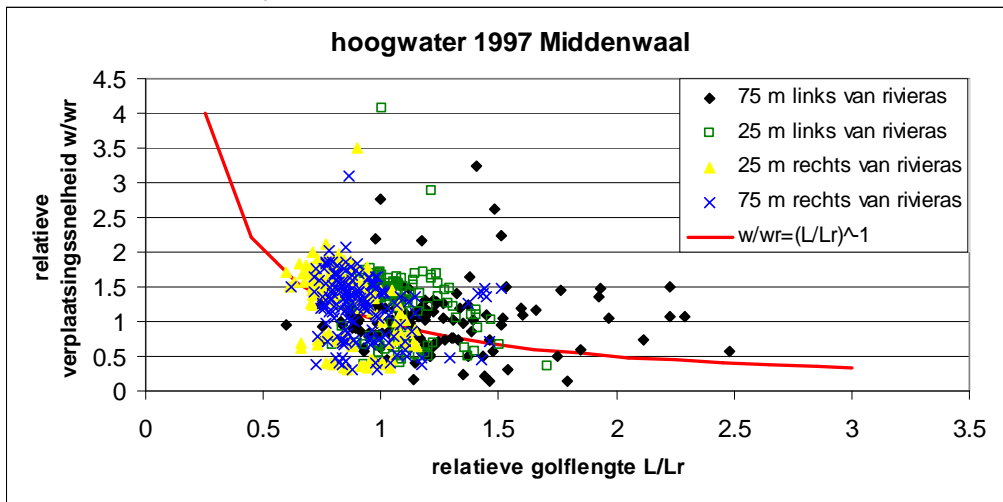 hoogwater 1997 Middenwaal
relatieve
verplaatsingssnelheid w/wr
4.5
4
3.5
3
2.5
2
1.5
1
0.5
0
75 m links van rivieras
25 m links van rivieras
25 m rechts van rivieras
75 m rechts van rivieras
w/wr=(L/Lr)^-1
0 0.5 1 1.5 2 2.5 3 3.5
relatieve golflengte L/Lr